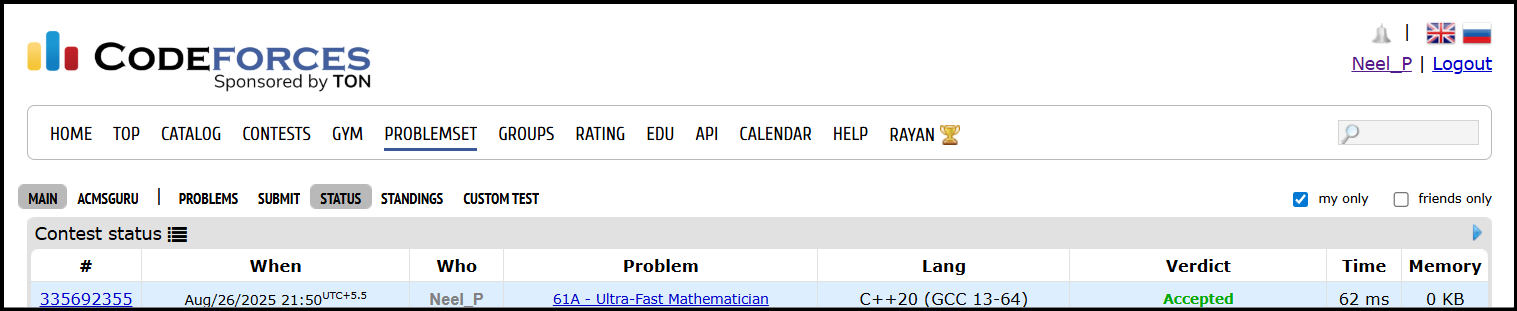 CODEFORCES
Sponsored by TON
|
Neel_P | Logout
HOME TOP CATALOG CONTESTS GYM PROBLEMSET GROUPS RATING EDU API CALENDAR HELP RAYAN
MAIN ACMSGURU | PROBLEMS SUBMIT STATUS STANDINGS CUSTOM TEST my only friends only
Contest status
# When Who Problem Lang Verdict Time Memory
335692355 Aug/26/2025 21:50UTC+5.5 Neel_P 61A - Ultra-Fast Mathematician C++20 (GCC 13-64) Accepted 62 ms 0 KB